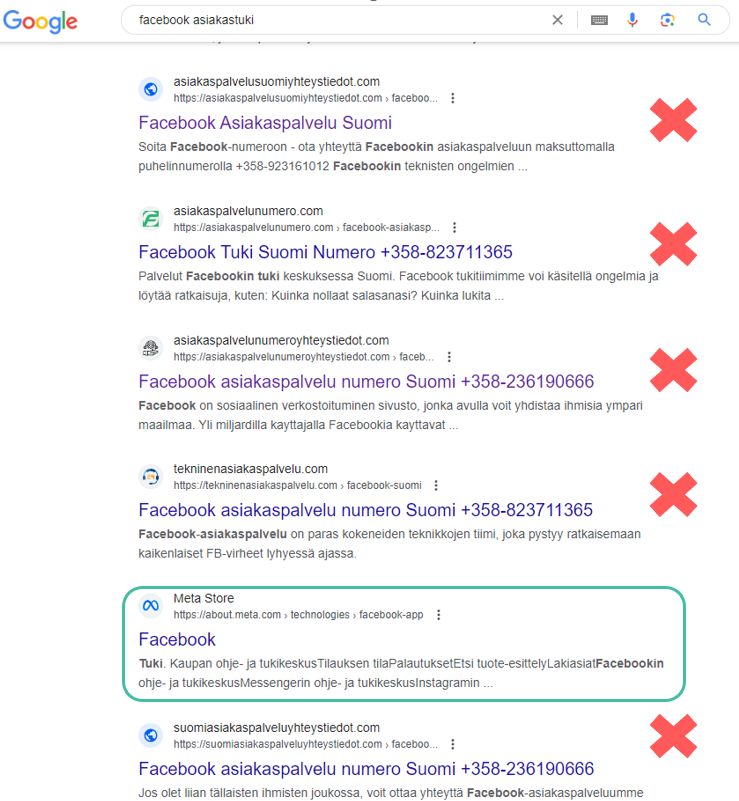 Google
facebook asiakastuki
asiakaspalvelusuomiyhteystiedot.com
https://asiakaspalvelusuomiyhteystiedot.com › faceboo...
Facebook Asiakaspalvelu Suomi
Soita Facebook-numeroon - ota yhteyttä Facebookin asiakaspalveluun maksuttomalla
puhelinnumerolla +358-923161012 Facebookin teknisten ongelmien ...
asiakaspalvelunumero.com
https://asiakaspalvelunumero.com › facebook-asiakasp...
Facebook Tuki Suomi Numero +358-823711365
Palvelut Facebookin tuki keskuksessa Suomi. Facebook tukitiimimme voi käsitellä ongelmia ja
löytää ratkaisuja, kuten: Kuinka nollaat salasanasi? Kuinka lukita ...
asiakaspalvelunumeroyhteystiedot.com
https://asiakaspalvelunumeroyhteystiedot.com › faceb...
Facebook asiakaspalvelu numero Suomi +358-236190666
Facebook on sosiaalinen verkostoituminen sivusto, jonka avulla voit yhdistaa ihmisia ympari
maailmaa. Yli miljardilla kayttajalla Facebookia kayttavat ...
tekninenasiakaspalvelu.com
https://tekninenasiakaspalvelu.com › facebook-suomi
Facebook asiakaspalvelu numero Suomi +358-823711365
Facebook-asiakaspalvelu on paras kokeneiden teknikkojen tiimi, joka pystyy ratkaisemaan
kaikenlaiset FB-virheet lyhyessä ajassa.
Meta Store
https://about.meta.com › technologies › facebook-app
Facebook
Tuki. Kaupan ohje- ja tukikeskusTilauksen tilaPalautuksetEtsi tuote-esittelyLakiasiatFacebookin
ohje- ja tukikeskusMessengerin ohje- ja tukikeskusInstagramin ...
suomiasiakaspalveluyhteystiedot.com
https://suomiasiakaspalveluyhteystiedot.com › faceboo...
Facebook asiakaspalvelu numero Suomi +358-236190666
Jos olet liian tällaisten ihmisten joukossa, voit ottaa yhteyttä Facebook-asiakaspalveluumme